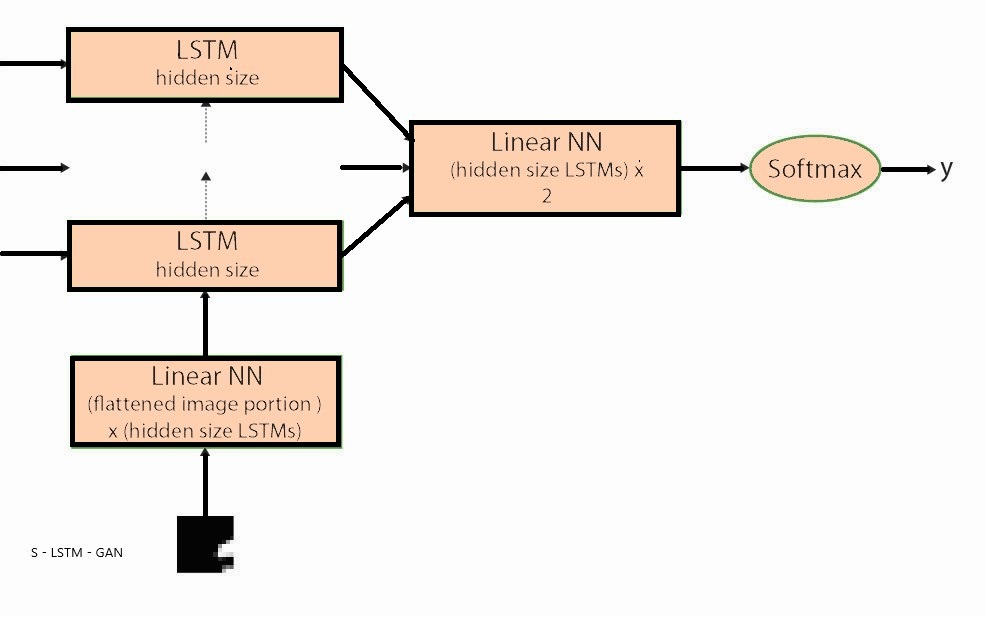 LSTM
hidden size
Linear NN
(hidden size LSTMs) x
2
Softmax
y
LSTM
hidden size
Linear NN
(flattened image portion )
x (hidden size LSTMs)
S - LSTM - GAN